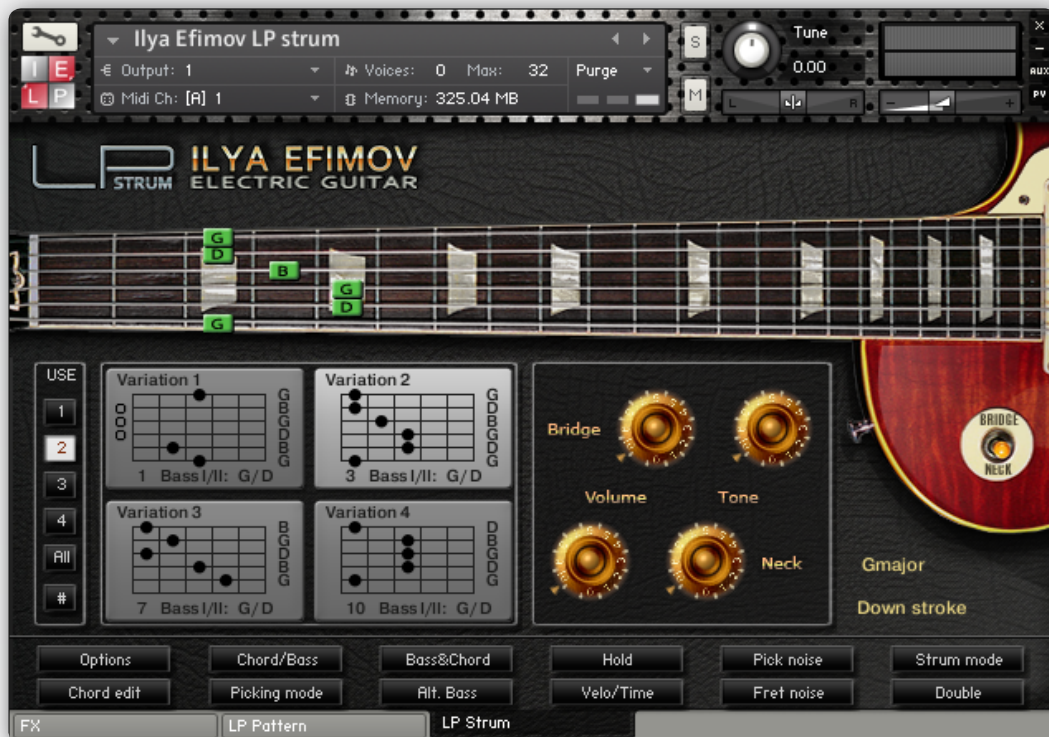 Ilya Efimov LP strum
S
Tune
0.00
×
−
AUX
PV
I E
L P
Output: 1
Voices: 0 Max: 32
Purge
Midi Ch: [A] 1
Memory: 325.04 MB
M
L R
− +
LP STRUM
ILYA EFIMOV
ELECTRIC GUITAR
G
D
B
G
D
G
USE
1
2
3
4
All
#
Variation 1
G
B
G
D
B
G
1 Bass I/II: G/D
Variation 2
G
D
B
G
D
G
3 Bass I/II: G/D
Variation 3
B
G
D
B
G
7 Bass I/II: G/D
Variation 4
D
B
G
D
G
10 Bass I/II: G/D
Bridge
Volume
Tone
Neck
BRIDGE
NECK
Gmajor
Down stroke
Options
Chord/Bass
Bass&Chord
Hold
Pick noise
Strum mode
Chord edit
Picking mode
Alt. Bass
Velo/Time
Fret noise
Double
FX
LP Pattern
LP Strum